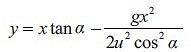 y = x tan α − gx² / 2u² cos² α